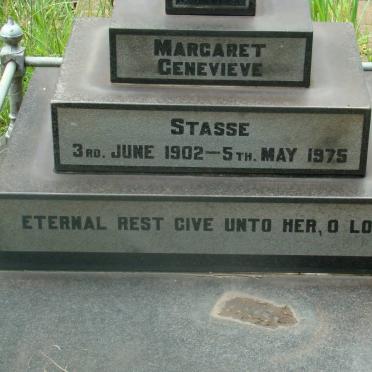 MARGARET
GENEVIEVE
STASSE
3RD. JUNE 1902—5TH. MAY 1975
ETERNAL REST GIVE UNTO HER, O LO